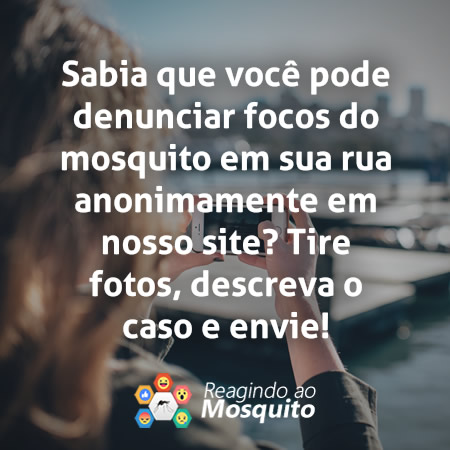 Sabia que você pode
denunciar focos do
mosquito em sua rua
anonimamente em
nosso site? Tire
fotos, descreva o
caso e envie!
Reagindo ao
Mosquito